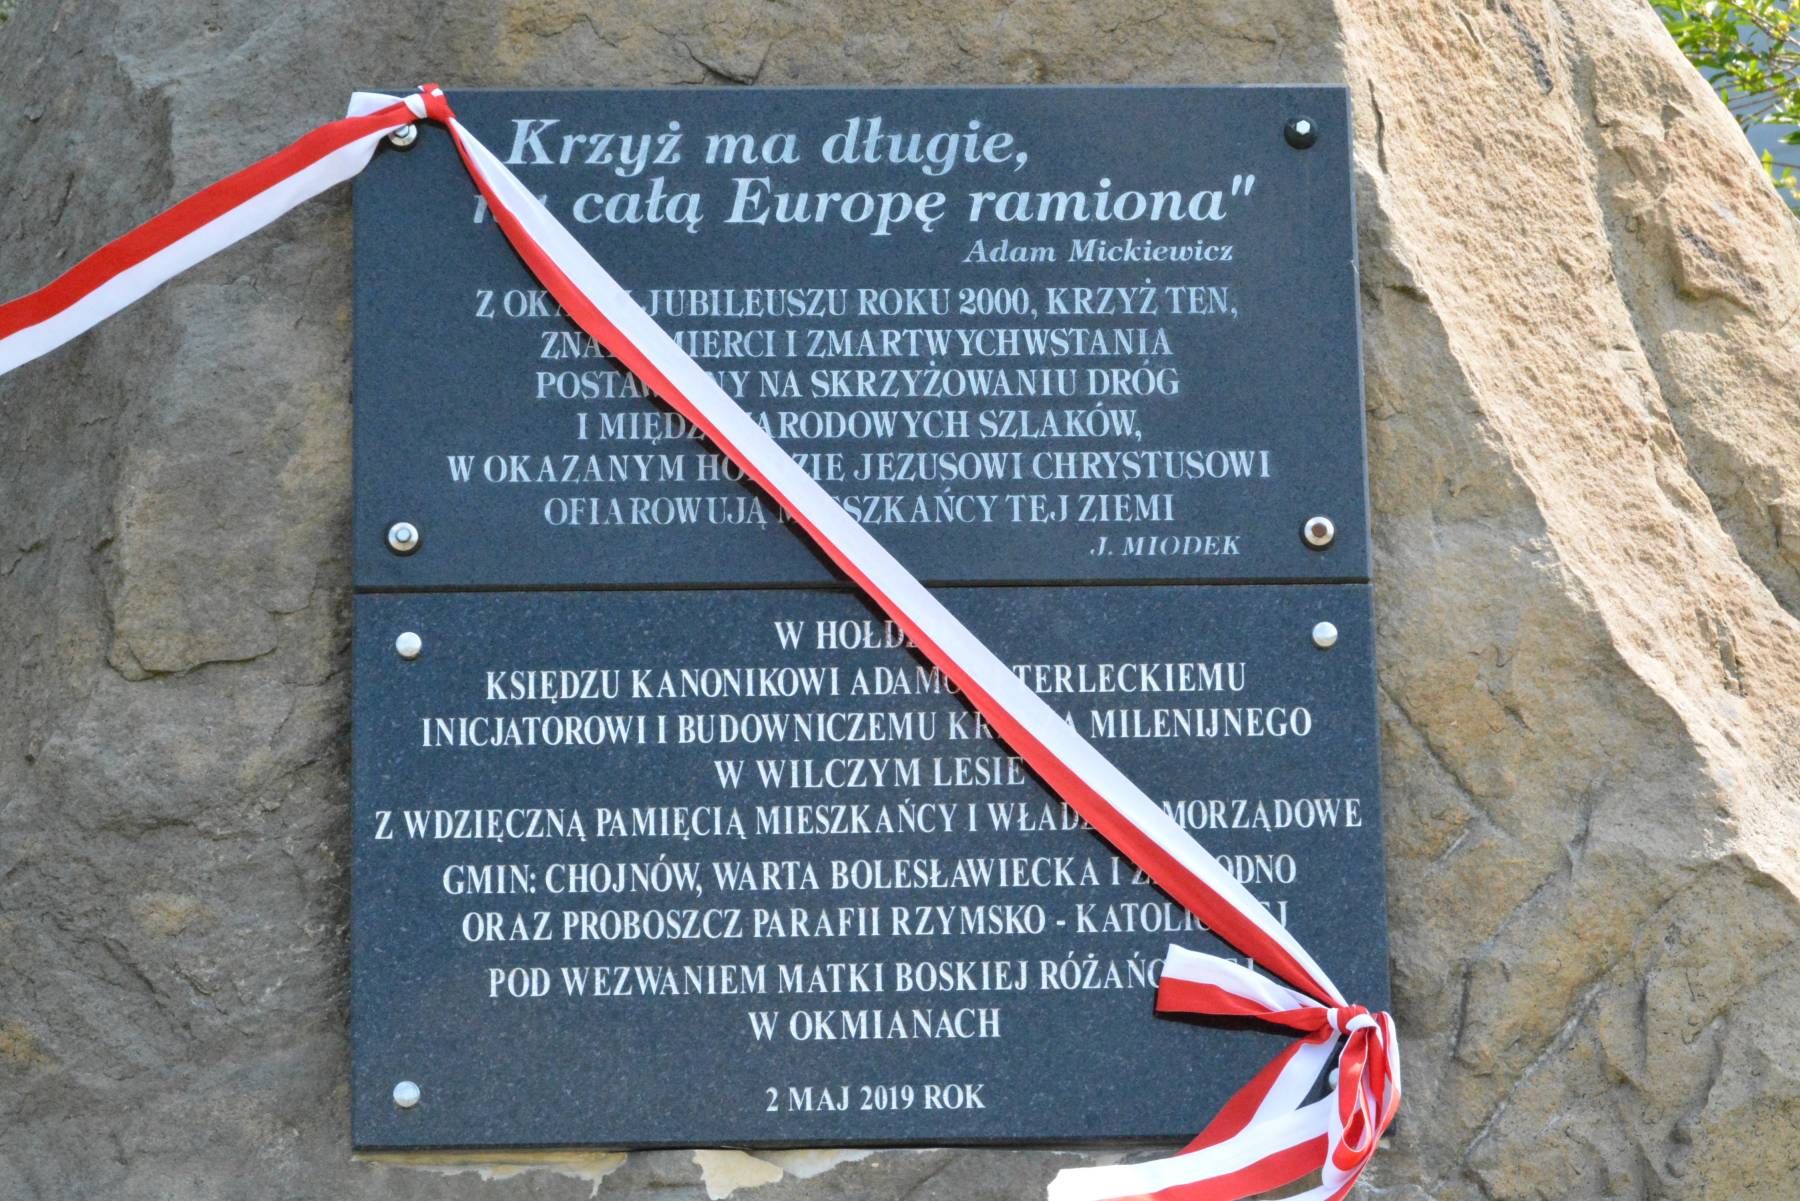 Krzyż ma długie,
całą Europę ramiona"
Adam Mickiewicz
Z JUBILEUSZU ROKU 2000, KRZYŻ TEN,
I ZMARTWYCHWSTANIA
NA SKRZYŻOWANIU DRÓG
I SZLAKÓW,
W OKAZANYM JEZUSOWI CHRYSTUSOWI
OFIAROWUJĄ MIESZKAŃCY TEJ ZIEMI
J. MIODEK
W
KSIĘDZU KANONIKOWI
INICJATOROWI I BUDOWNICZEMU MILENIJNEGO
W WILCZYM LESIE
Z WDZIĘCZNĄ PAMIĘCIĄ MIESZKAŃCY I
GMIN: CHOJNÓW, WARTA BOLESŁAWIECKA I
ORAZ PROBOSZCZ PARAFII RZYMSKO -
POD WEZWANIEM MATKI BOSKIEJ
W OKMIANACH
2 MAJ 2019 ROK